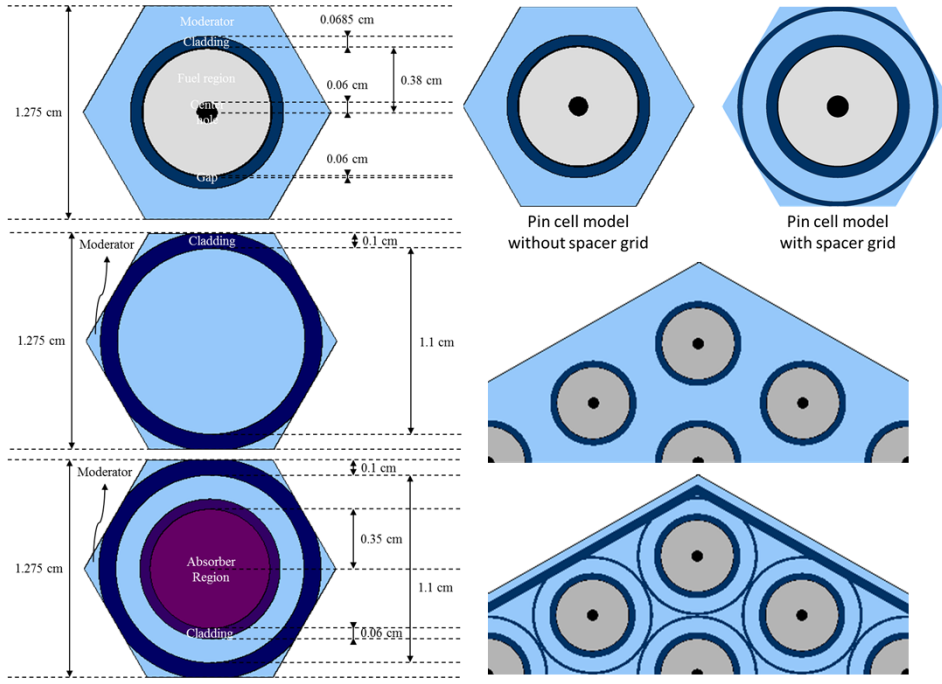 Moderator
0.0685 cm
Cladding
Fuel region
0.38 cm
0.06 cm
hole
1.275 cm
0.06 cm
Gap
Pin cell model
without spacer grid
Pin cell model
with spacer grid
Cladding
Moderator
0.1 cm
1.275 cm
1.1 cm
Moderator
0.1 cm
0.35 cm
Absorber
Region
1.275 cm
1.1 cm
Cladding
0.06 cm